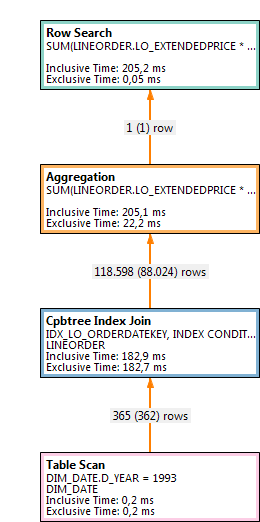 Row Search
SUM(LINEORDER.LO_EXTENDEDPRICE * ...
Inclusive Time: 205,2 ms
Exclusive Time: 0,05 ms
1 (1) row
Aggregation
SUM(LINEORDER.LO_EXTENDEDPRICE * ...
Inclusive Time: 205,1 ms
Exclusive Time: 22,2 ms
118.598 (88.024) rows
Cpbtree Index Join
IDX_LO_ORDERDATEKEY, INDEX CONDIT...
LINEORDER
Inclusive Time: 182,9 ms
Exclusive Time: 182,7 ms
365 (362) rows
Table Scan
DIM_DATE.D_YEAR = 1993
DIM_DATE
Inclusive Time: 0,2 ms
Exclusive Time: 0,2 ms